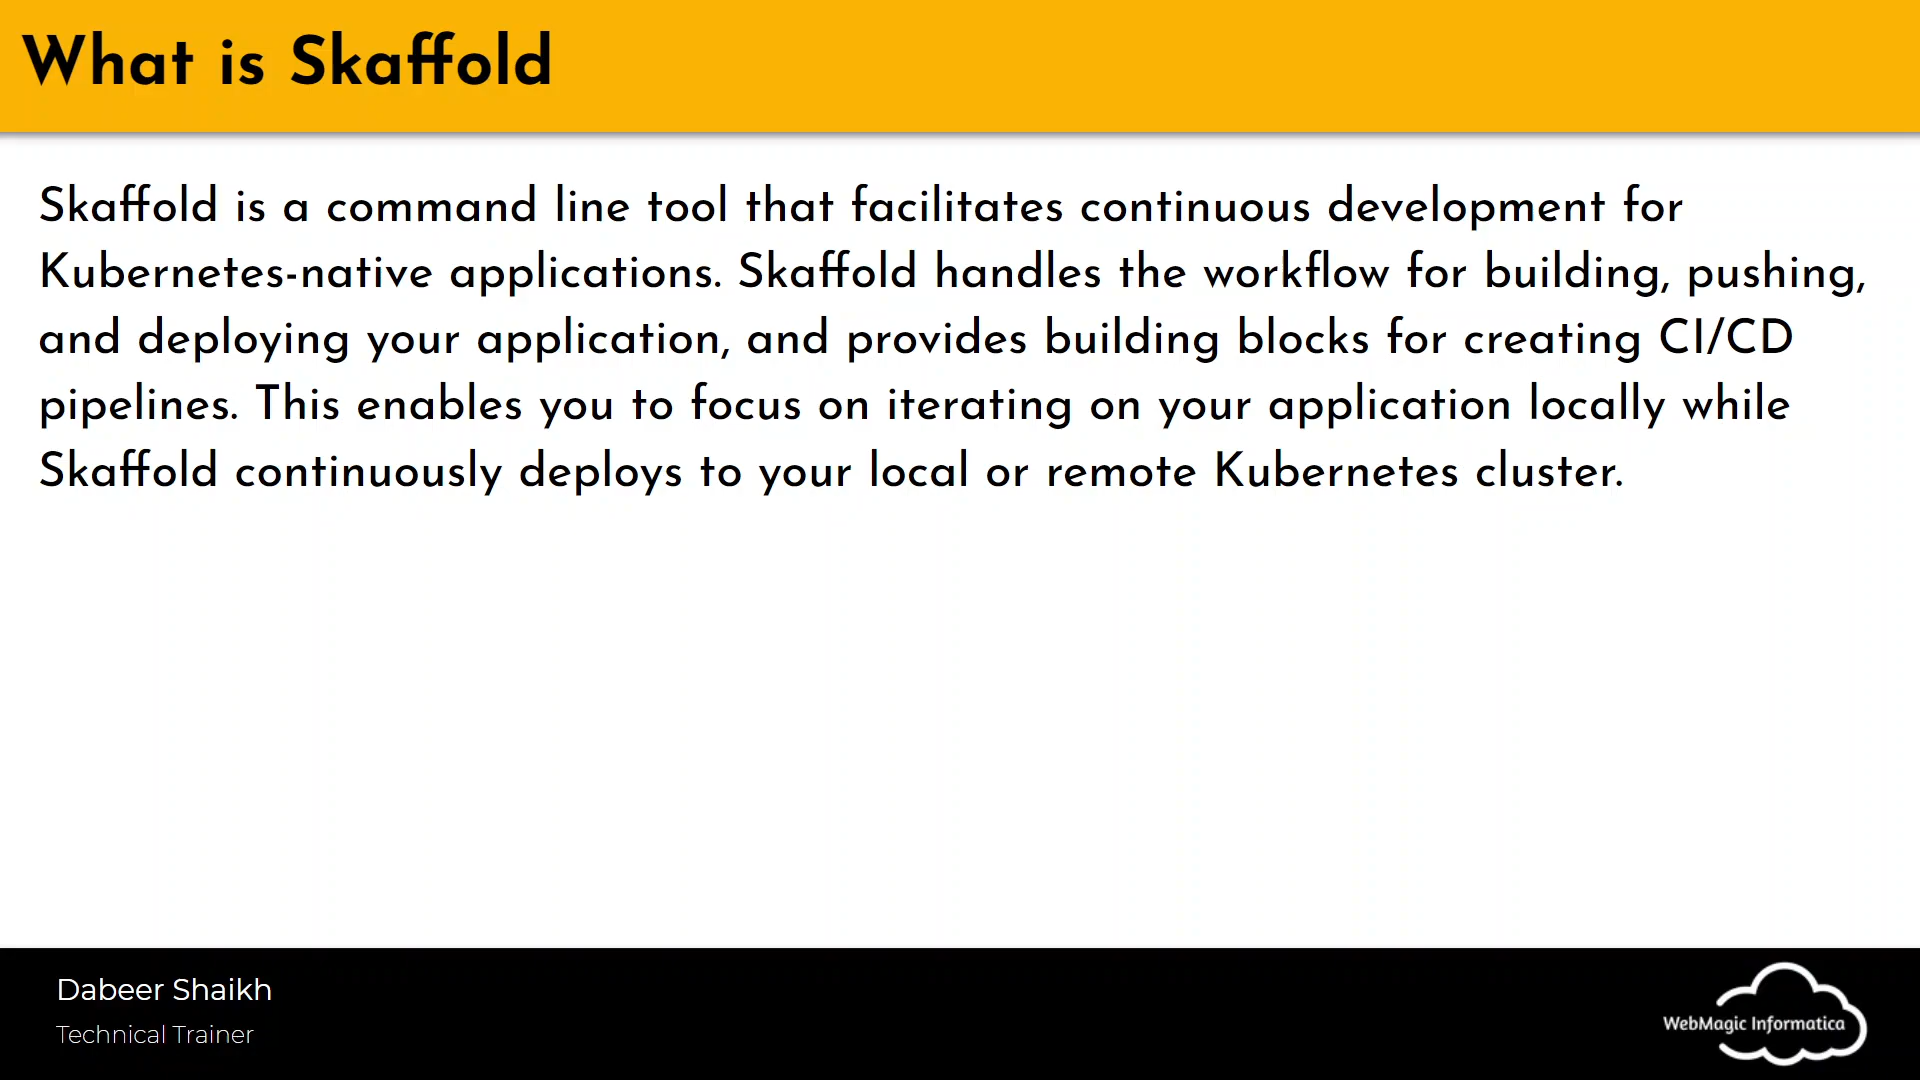 What is Skaffold
Skaffold is a command line tool that facilitates continuous development for
Kubernetes-native applications. Skaffold handles the workflow for building, pushing,
and deploying your application, and provides building blocks for creating CI/CD
pipelines. This enables you to focus on iterating on your application locally while
Skaffold continuously deploys to your local or remote Kubernetes cluster.
Dabeer Shaikh
Technical Trainer
WebMagic Informatica